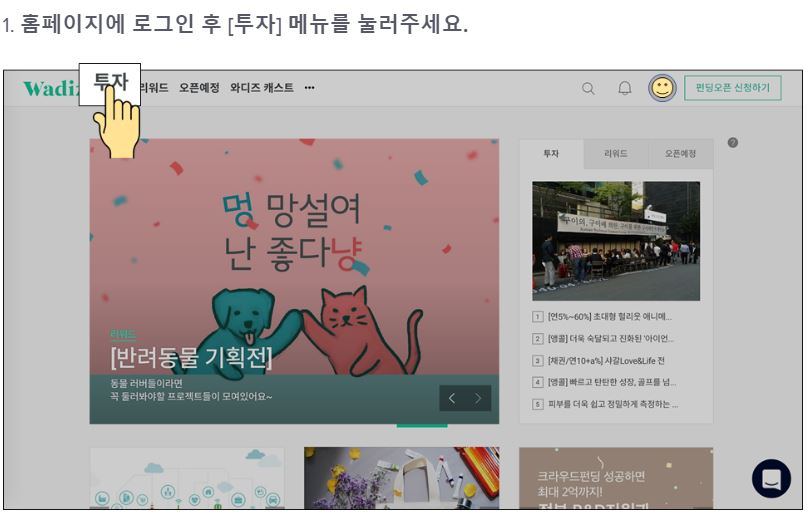 1. 홈페이지에 로그인 후 [투자] 메뉴를 눌러주세요.
Wadiz 투자 리워드 오픈예정 와디즈 캐스트 ••• 펀딩오픈 신청하기
멍 망설여
난 좋다냥
리워드
[반려동물 기획전]
동물 러버들이라면
꼭 둘러봐야할 프로젝트들이 모여있어요~
투자 리워드 오픈예정
?
1 [연5%~60%] 초대형 헐리웃 애니메...
2 [앵콜] 더욱 숙달되고 진화된 '아이언...
3 [채권/연10+a%] 샤갈Love&Life 전
4 [앵콜] 빠르고 탄탄한 성장, 골프를 넘...
5 피부를 더욱 쉽고 정밀하게 측정하는 ...
크라우드펀딩 성공하면
최대 2억까지!